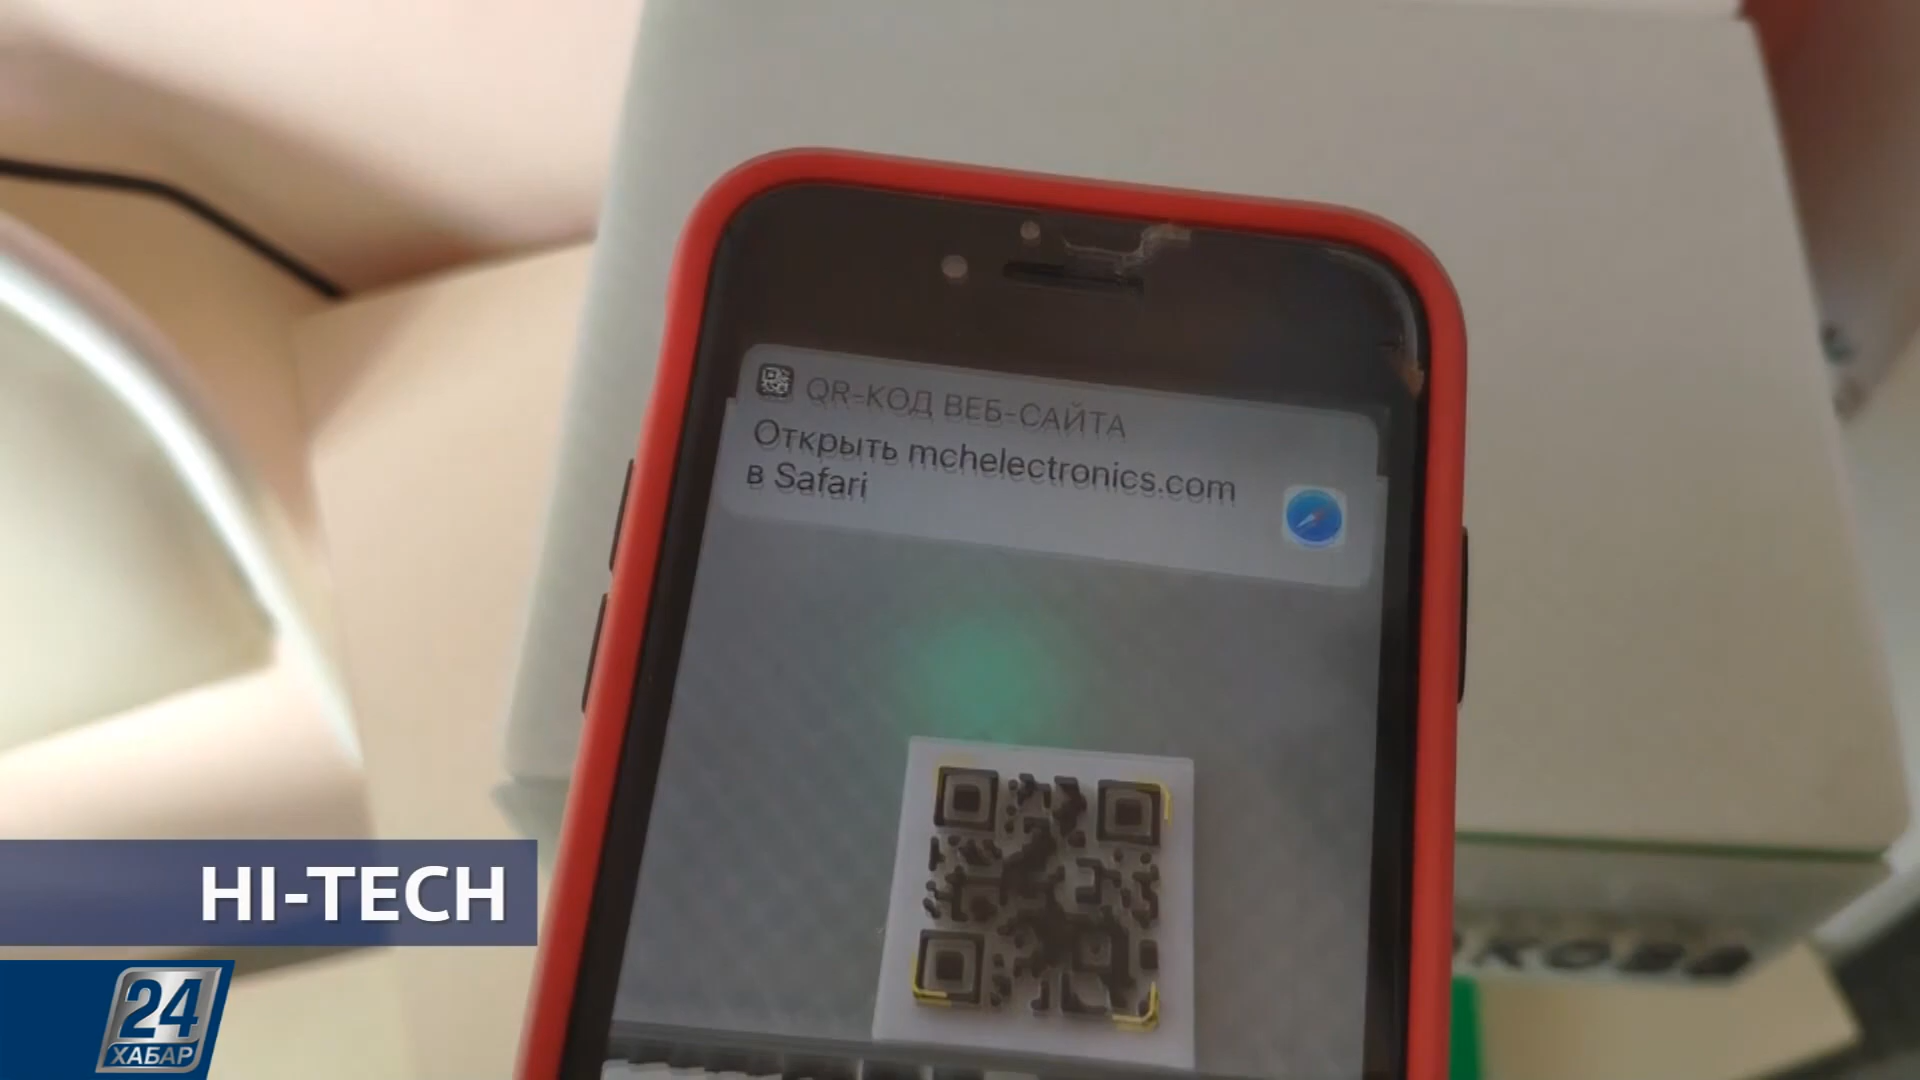 QR-КОД ВЕБ-САЙТА
Открыть mchelectronics.com
в Safari
HI-TECH
24
ХАБАР